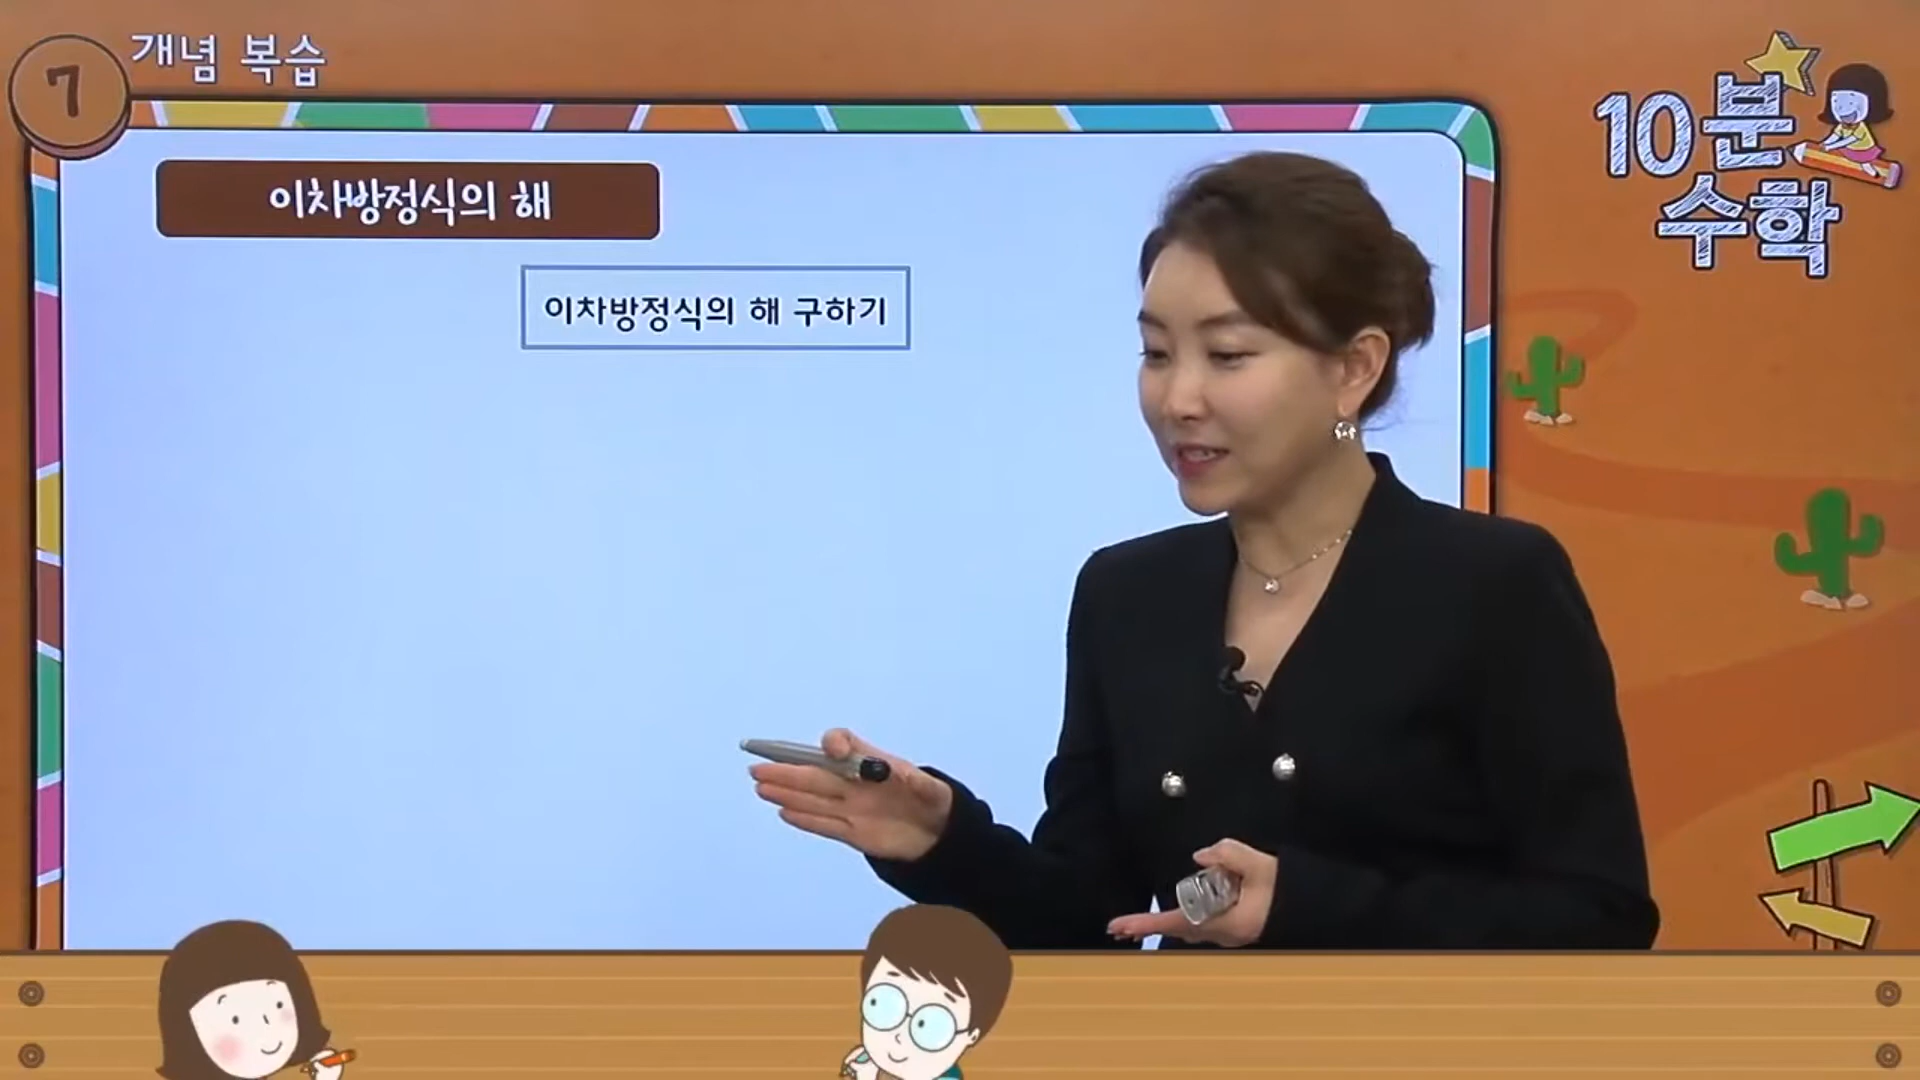 7
개념 복습
10분
수학
이차방정식의 해
이차방정식의 해 구하기